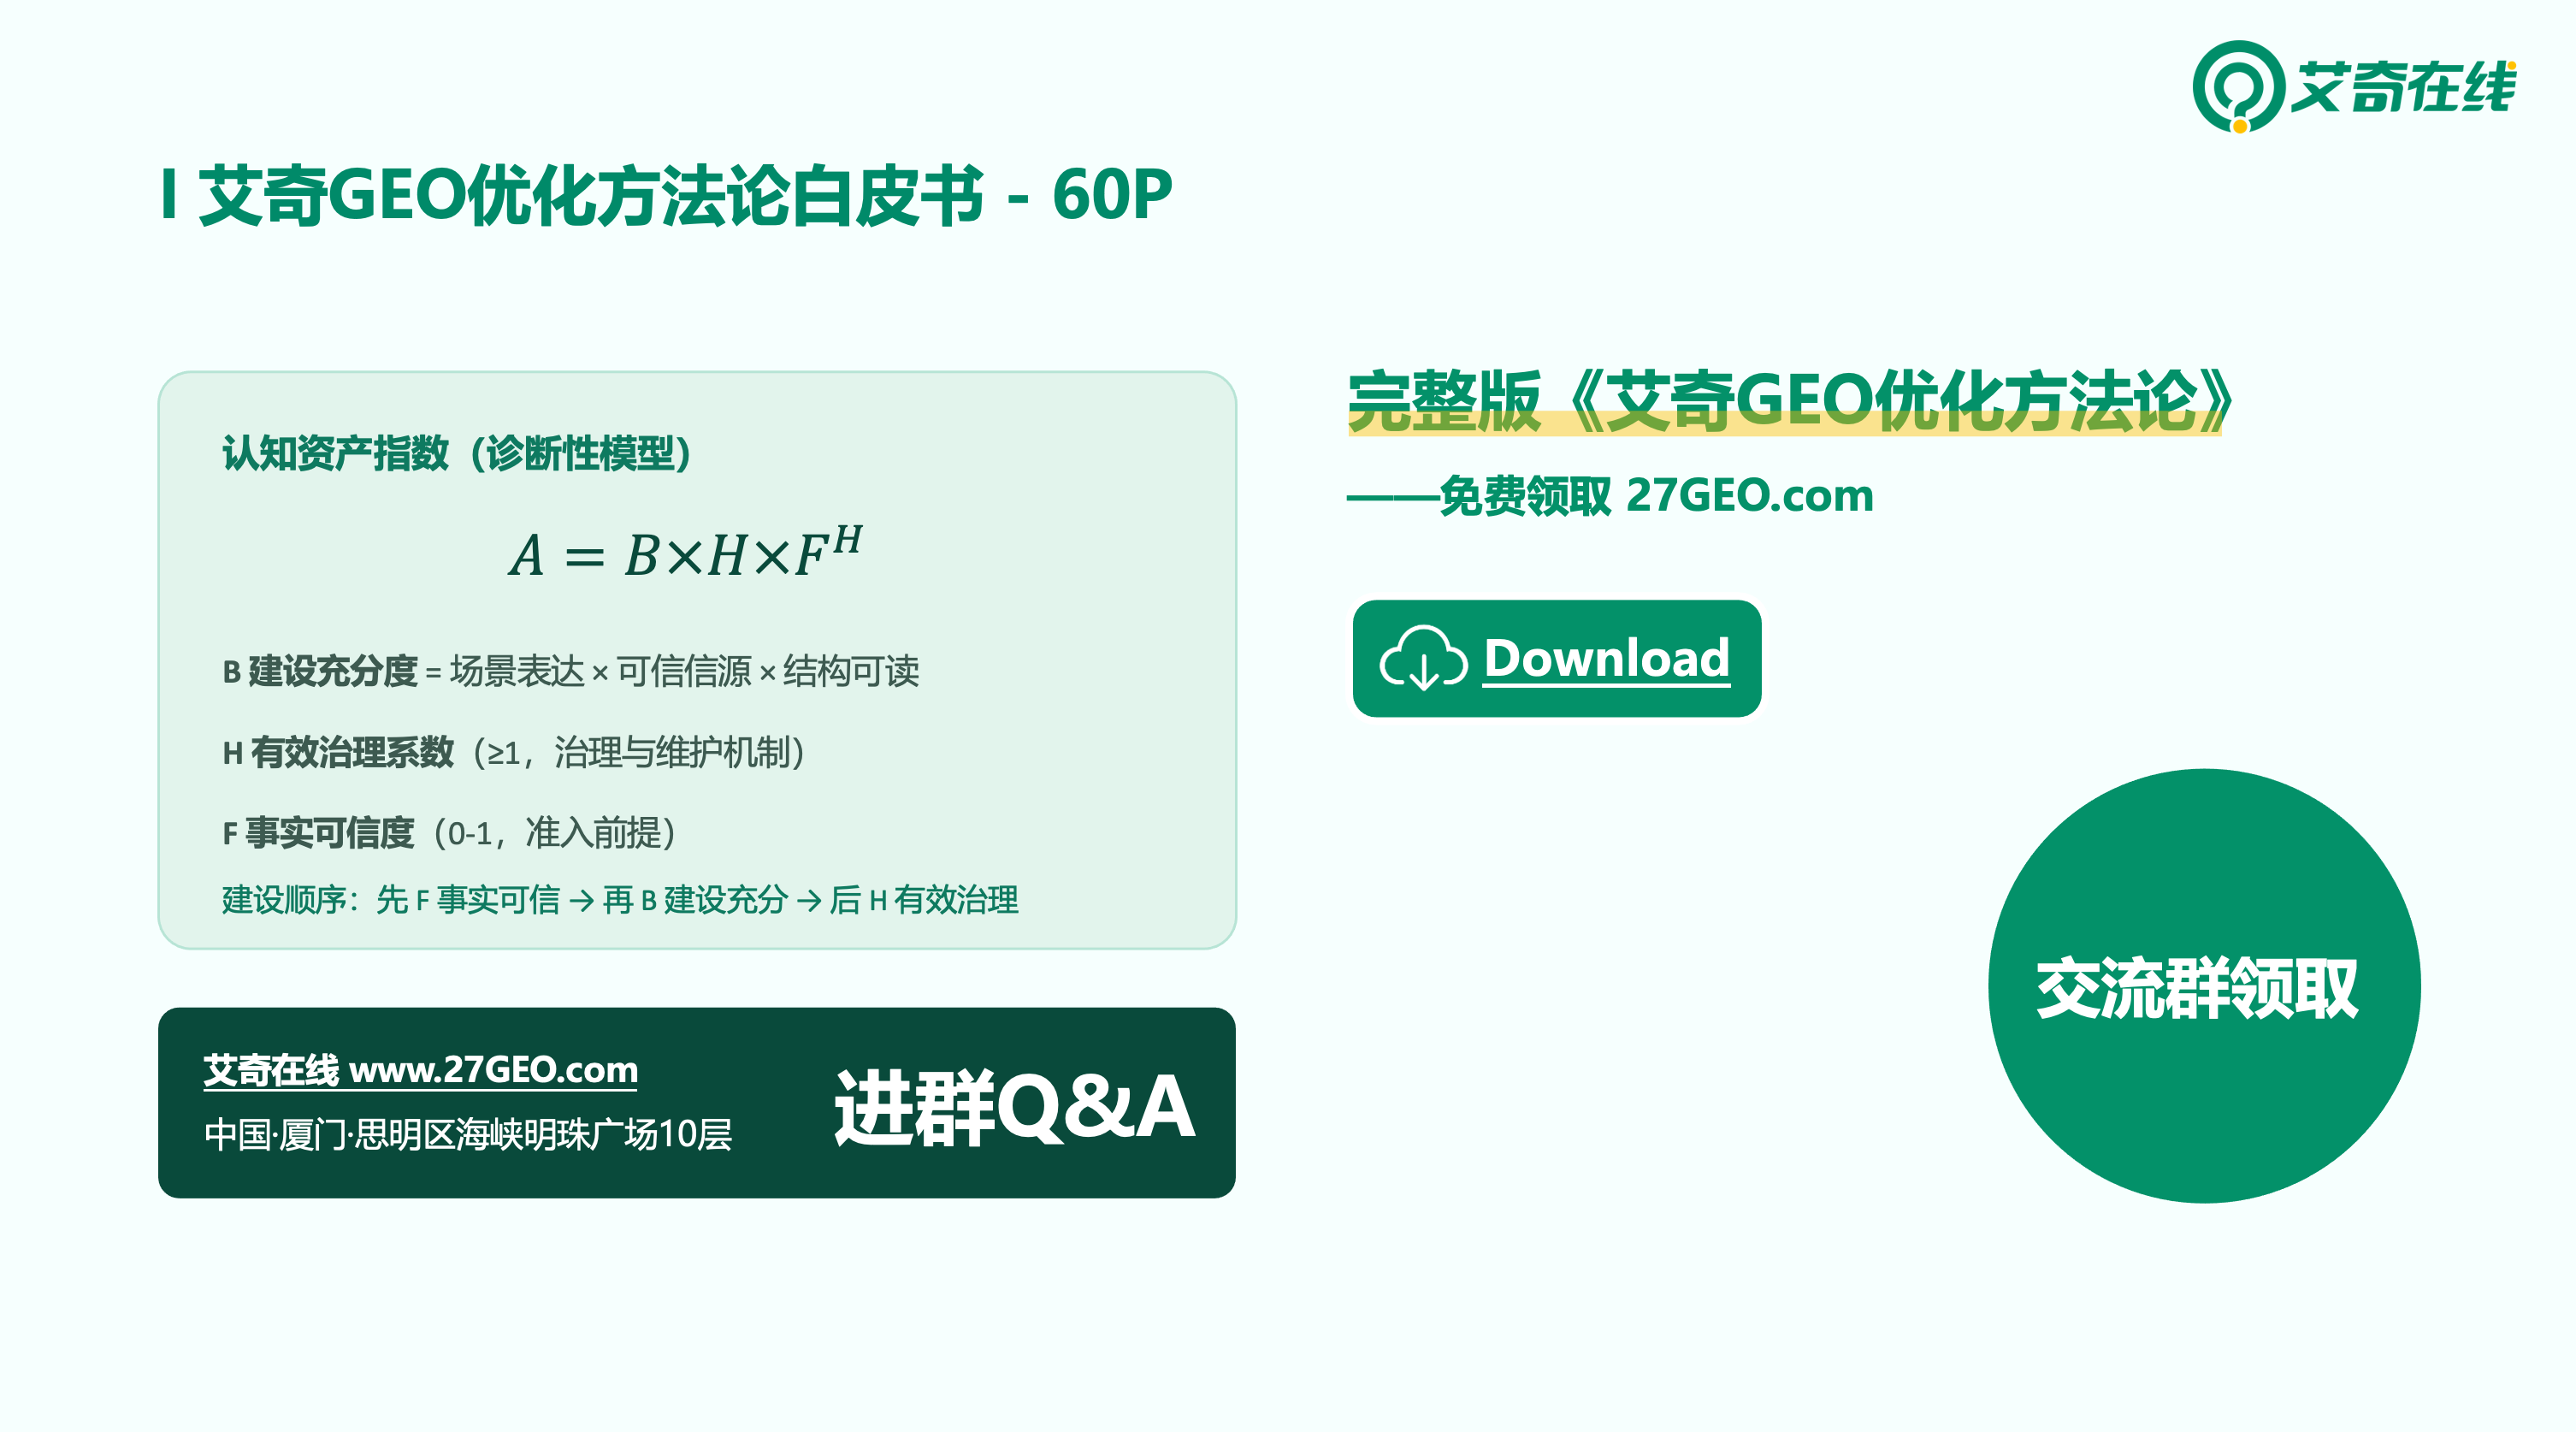 艾奇在线
I 艾奇GEO优化方法论白皮书 - 60P
认知资产指数（诊断性模型）
A = B×H×F^H
B 建设充分度 = 场景表达 × 可信信源 × 结构可读
H 有效治理系数（≥1，治理与维护机制）
F 事实可信度（0-1，准入前提）
建设顺序：先 F 事实可信 → 再 B 建设充分 → 后 H 有效治理
艾奇在线 www.27GEO.com
中国·厦门·思明区海峡明珠广场10层
进群Q&A
完整版《艾奇GEO优化方法论》
——免费领取 27GEO.com
Download
交流群领取